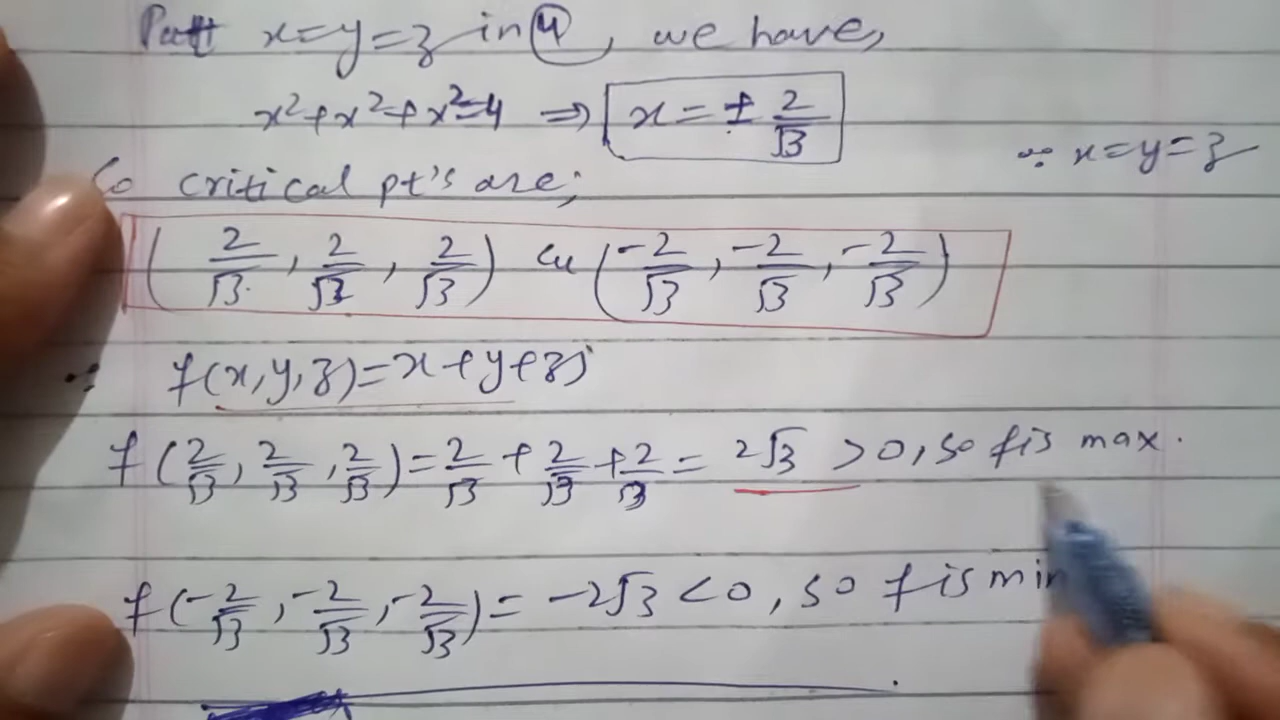 Put x=y=z in ④, we have,
x²+x²+x²=4 ⇒ x = ± 2/√3
∵ x=y=z
So critical pt's are;
(2/√3, 2/√3, 2/√3) & (-2/√3, -2/√3, -2/√3)
∵ f(x,y,z)=x+y+z;
f(2/√3, 2/√3, 2/√3) = 2/√3 + 2/√3 + 2/√3 = 2√3 >0, so f is max.
f(-2/√3, -2/√3, -2/√3) = -2√3 <0, so f is min